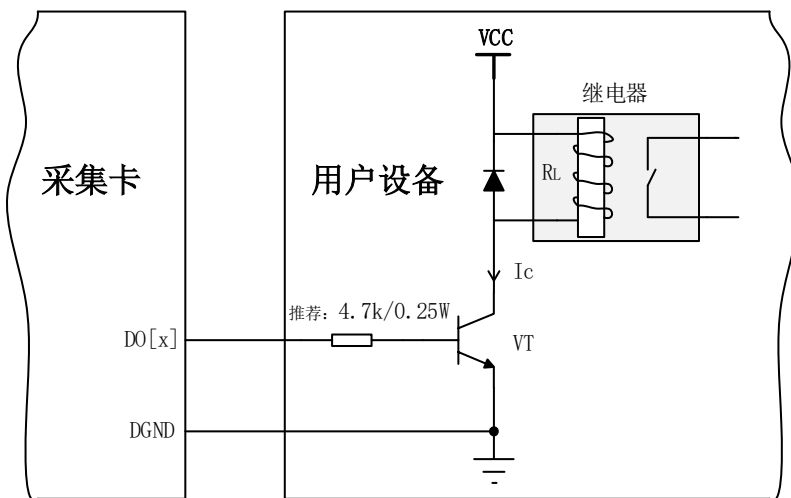 VCC
继电器
采集卡
用户设备
RL
Ic
推荐: 4.7k/0.25W
DO[x]
VT
DGND